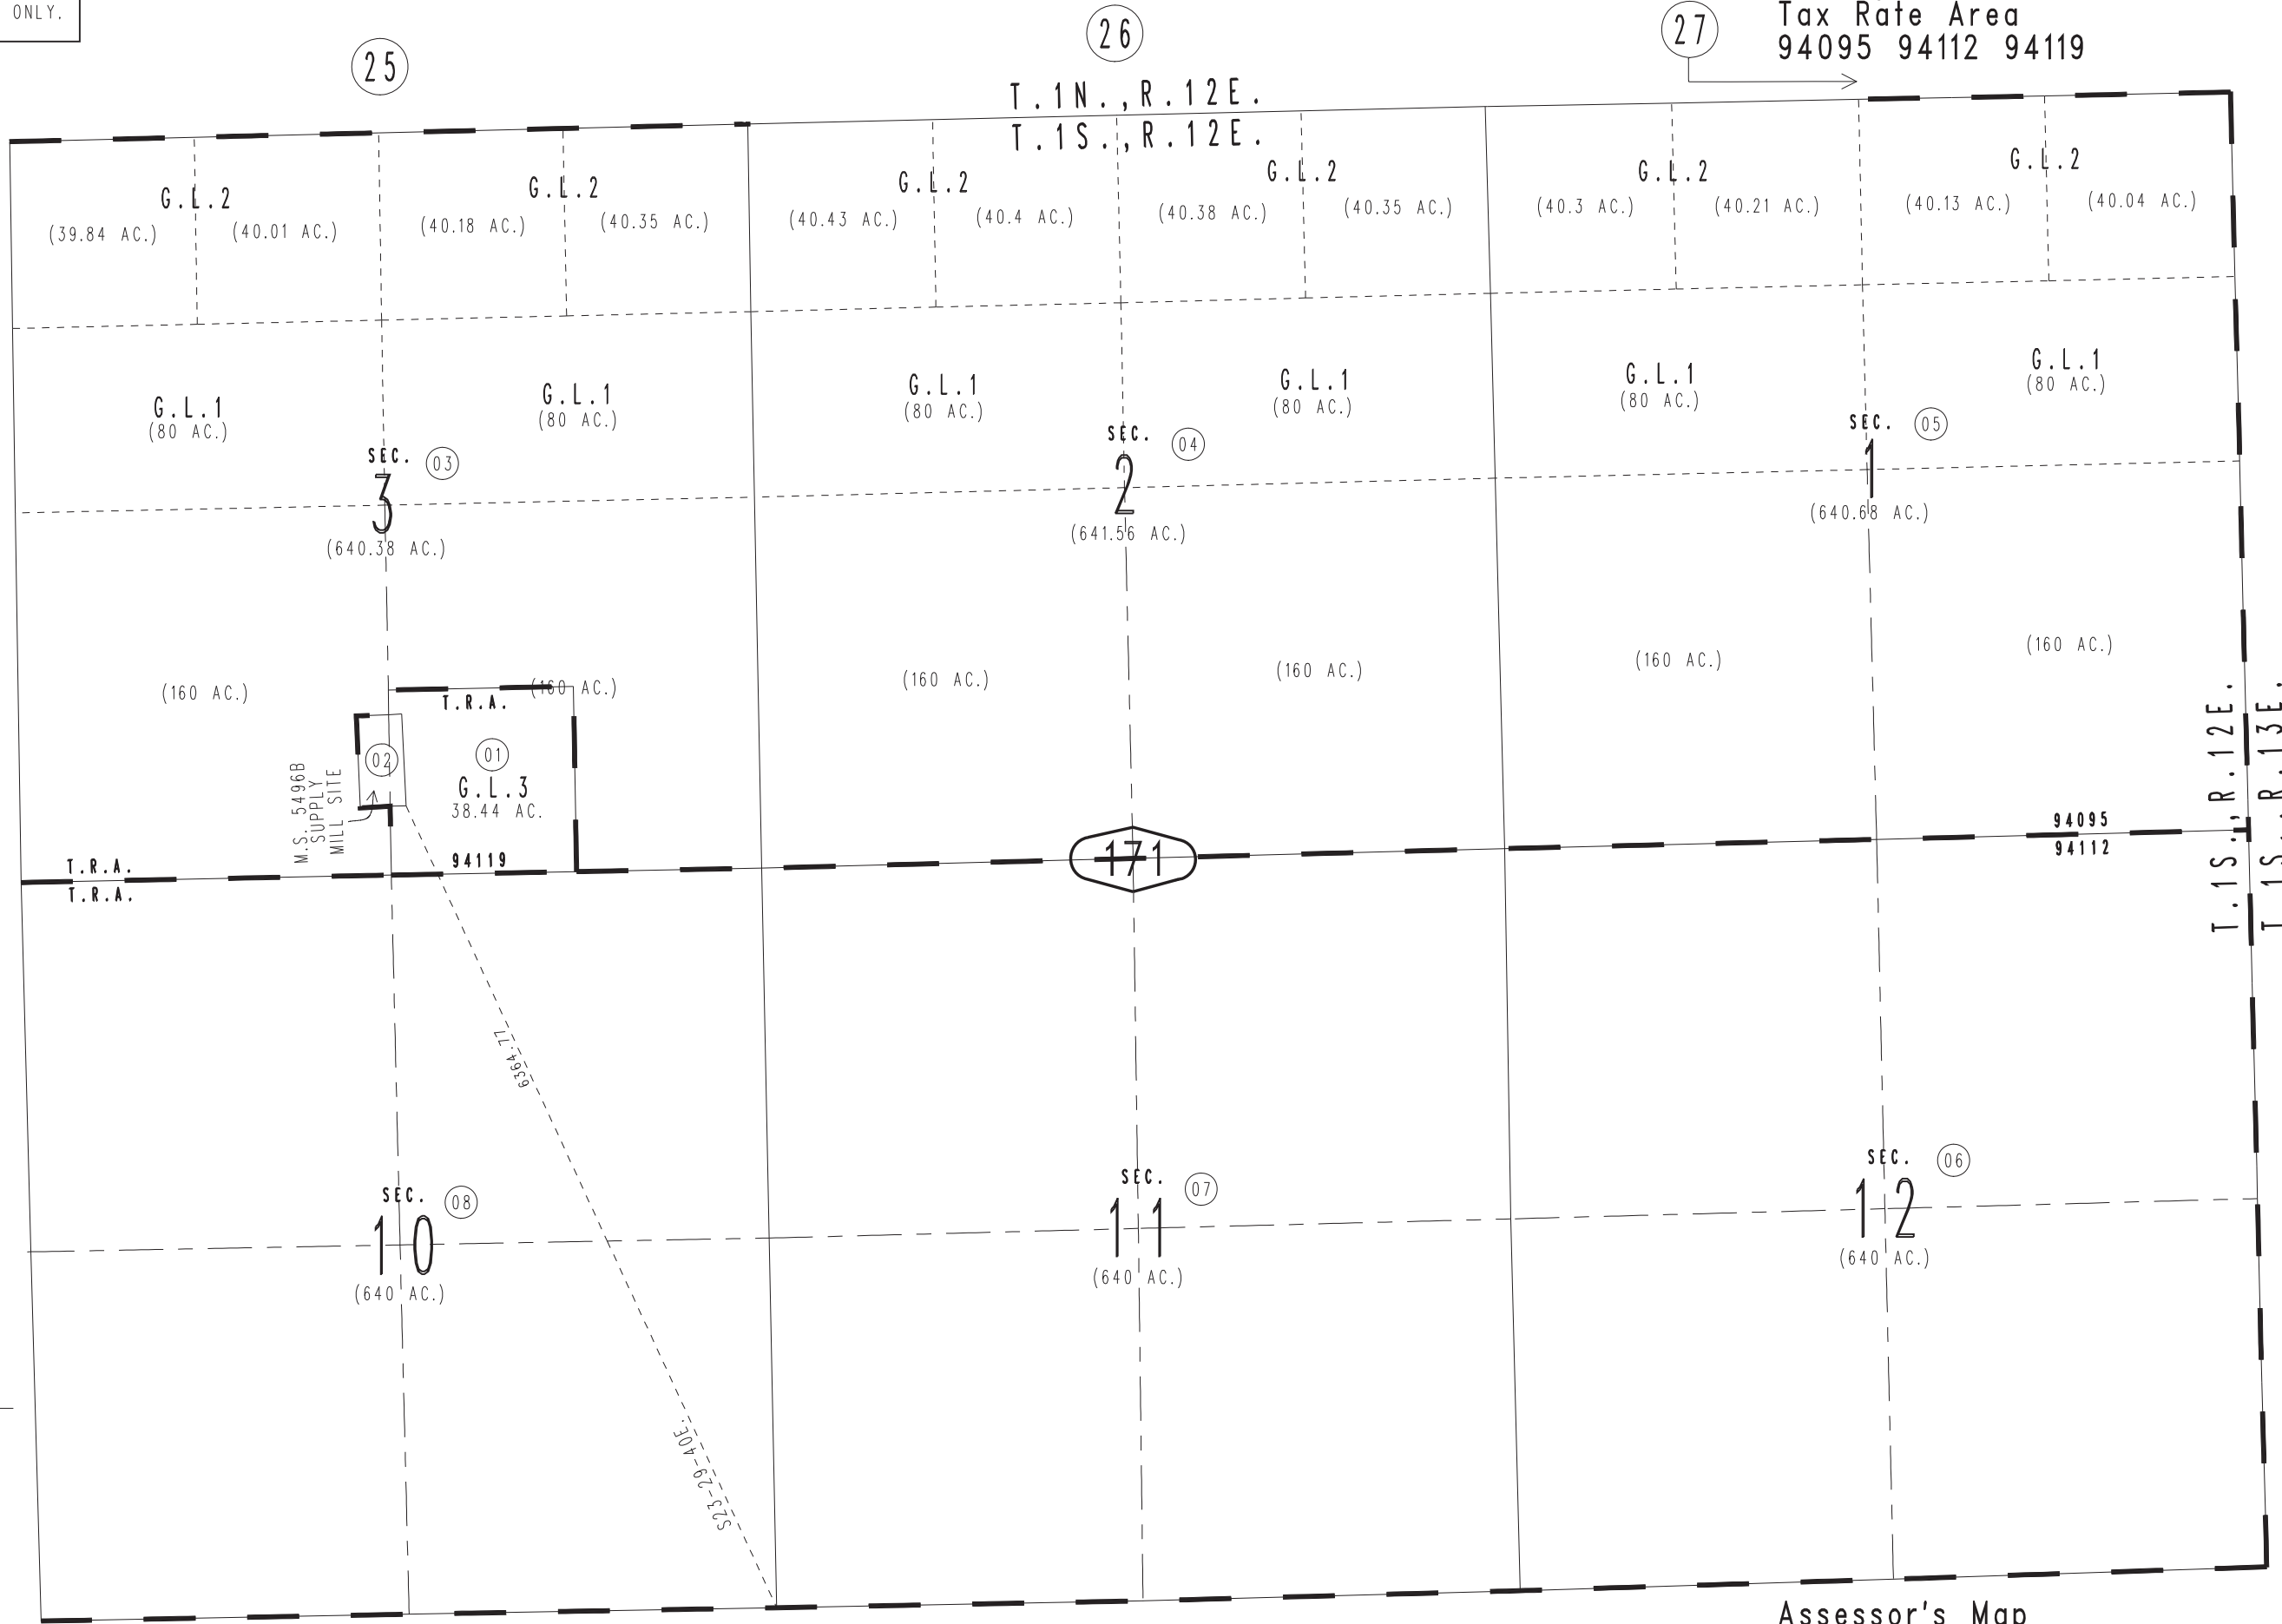 ONLY.
25
26
27
Tax Rate Area
94095 94112 94119
T.1N.,R.12E.
T.1S.,R.12E.
G.L.2
G.L.2
G.L.2
G.L.2
G.L.2
G.L.2
(39.84 AC.)
(40.01 AC.)
(40.18 AC.)
(40.35 AC.)
(40.43 AC.)
(40.4 AC.)
(40.38 AC.)
(40.35 AC.)
(40.3 AC.)
(40.21 AC.)
(40.13 AC.)
(40.04 AC.)
G.L.1
(80 AC.)
G.L.1
(80 AC.)
G.L.1
(80 AC.)
G.L.1
(80 AC.)
G.L.1
(80 AC.)
G.L.1
(80 AC.)
SEC. 03
3
(640.38 AC.)
SEC. 04
2
(641.56 AC.)
SEC. 05
1
(640.68 AC.)
(160 AC.)
(160 AC.)
(160 AC.)
(160 AC.)
(160 AC.)
(160 AC.)
T.R.A.
02
01
G.L.3
38.44 AC.
M.S. 5496B
SUPPLY
MILL SITE
T.R.A.
T.R.A.
94119
171
94095
94112
T.1S.,R.12E.
T.1S.,R.13E.
6364.77
S23-29-40E.
SEC. 08
10
(640 AC.)
SEC. 07
11
(640 AC.)
SEC. 06
12
(640 AC.)
Assessor's Map